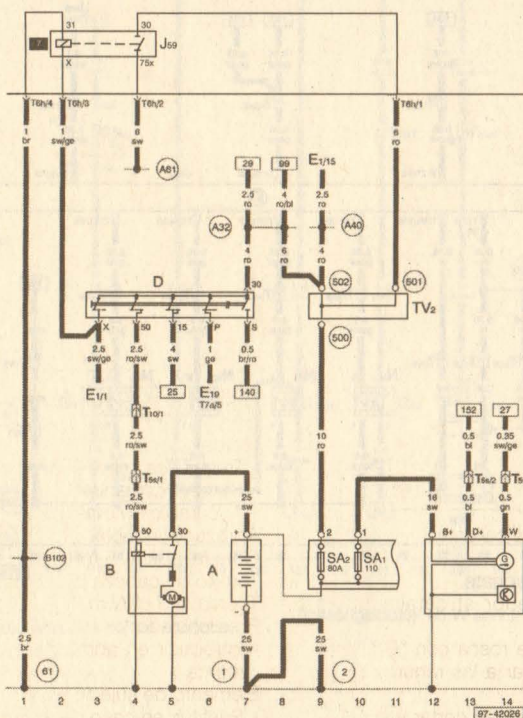 31 30
7 J59
X 75x
T6h/4 T6h/3 T6h/2 T6h/1
1 1 6 6
br sw/ge sw ro
A61
29 99 E1/15
2.5 4 2.5
ro ro/bl ro
A32 A40
4 6 4
ro ro ro
D 30 502 501
TV2
X 50 15 P S
500
2.5 2.5 4 1 0.5
sw/ge ro/sw sw ge br/ro
E1/1 25 E19 140
T7a/5
T10/1
10
ro
152 27
2.5 0.5 0.35
ro/sw bl sw/ge
T5s/1 T5s/2 T5
2.5 25 16 0.5 0.5
ro/sw sw sw bl gn
50 30 + 2 1 B+ D+ W
B102 B A SA2 SA1 G
80A 110
M
-
2.5 25 25
br sw sw
61 1 2
1 2 3 4 5 6 7 8 9 10 11 12 13 14
97-42026